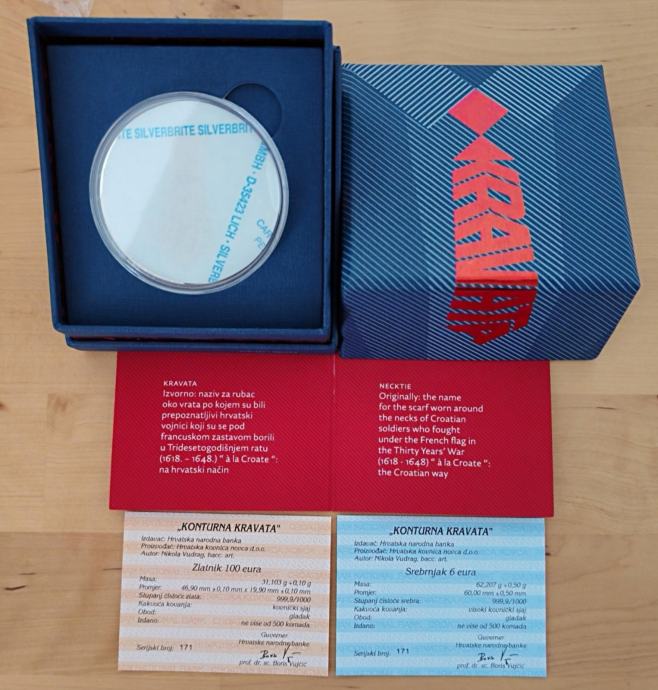 TE SILVERBRITE SILVERBRIT
MBH · D-35423 LICH · SILVERB
CAR
PE
KRAVATA
KRAVATA
Izvorno: naziv za rubac
oko vrata po kojem su bili
prepoznatljivi hrvatski
vojnici koji su se pod
francuskom zastavom borili
u Tridesetogodišnjem ratu
(1618. – 1648.) “ à la Croate “:
na hrvatski način
NECKTIE
Originally: the name
for the scarf worn around
the necks of Croatian
soldiers who fought
under the French flag in
the Thirty Years’ War
(1618 - 1648) “ à la Croate “:
the Croatian way
„KONTURNA KRAVATA“
Izdavač: Hrvatska narodna banka
Proizvođač: Hrvatska kovnica novca d.o.o.
Autor: Nikola Vudrag, bacc. art.
Zlatnik 100 eura
Masa: 31,103 g +0,10 g
Promjer: 46,90 mm ±0,10 mm x 19,90 mm ±0,10 mm
Stupanj čistoće zlata: 999,9/1000
Kakvoća kovanja: kovnički sjaj
Obod: gladak
Izdano: ne više od 500 komada
Guverner
Hrvatske narodne banke
Serijski broj: 171
prof. dr. sc. Boris Vujčić
„KONTURNA KRAVATA“
Izdavač: Hrvatska narodna banka
Proizvođač: Hrvatska kovnica novca d.o.o.
Autor: Nikola Vudrag, bacc. art.
Srebrnjak 6 eura
Masa: 62,207 g +0,50 g
Promjer: 60,00 mm ±0,50 mm
Stupanj čistoće srebra: 999,9/1000
Kakvoća kovanja: visoki kovnički sjaj
Obod: gladak
Izdano: ne više od 500 komada
Guverner
Hrvatske narodne banke
Serijski broj: 171
prof. dr. sc. Boris Vujčić